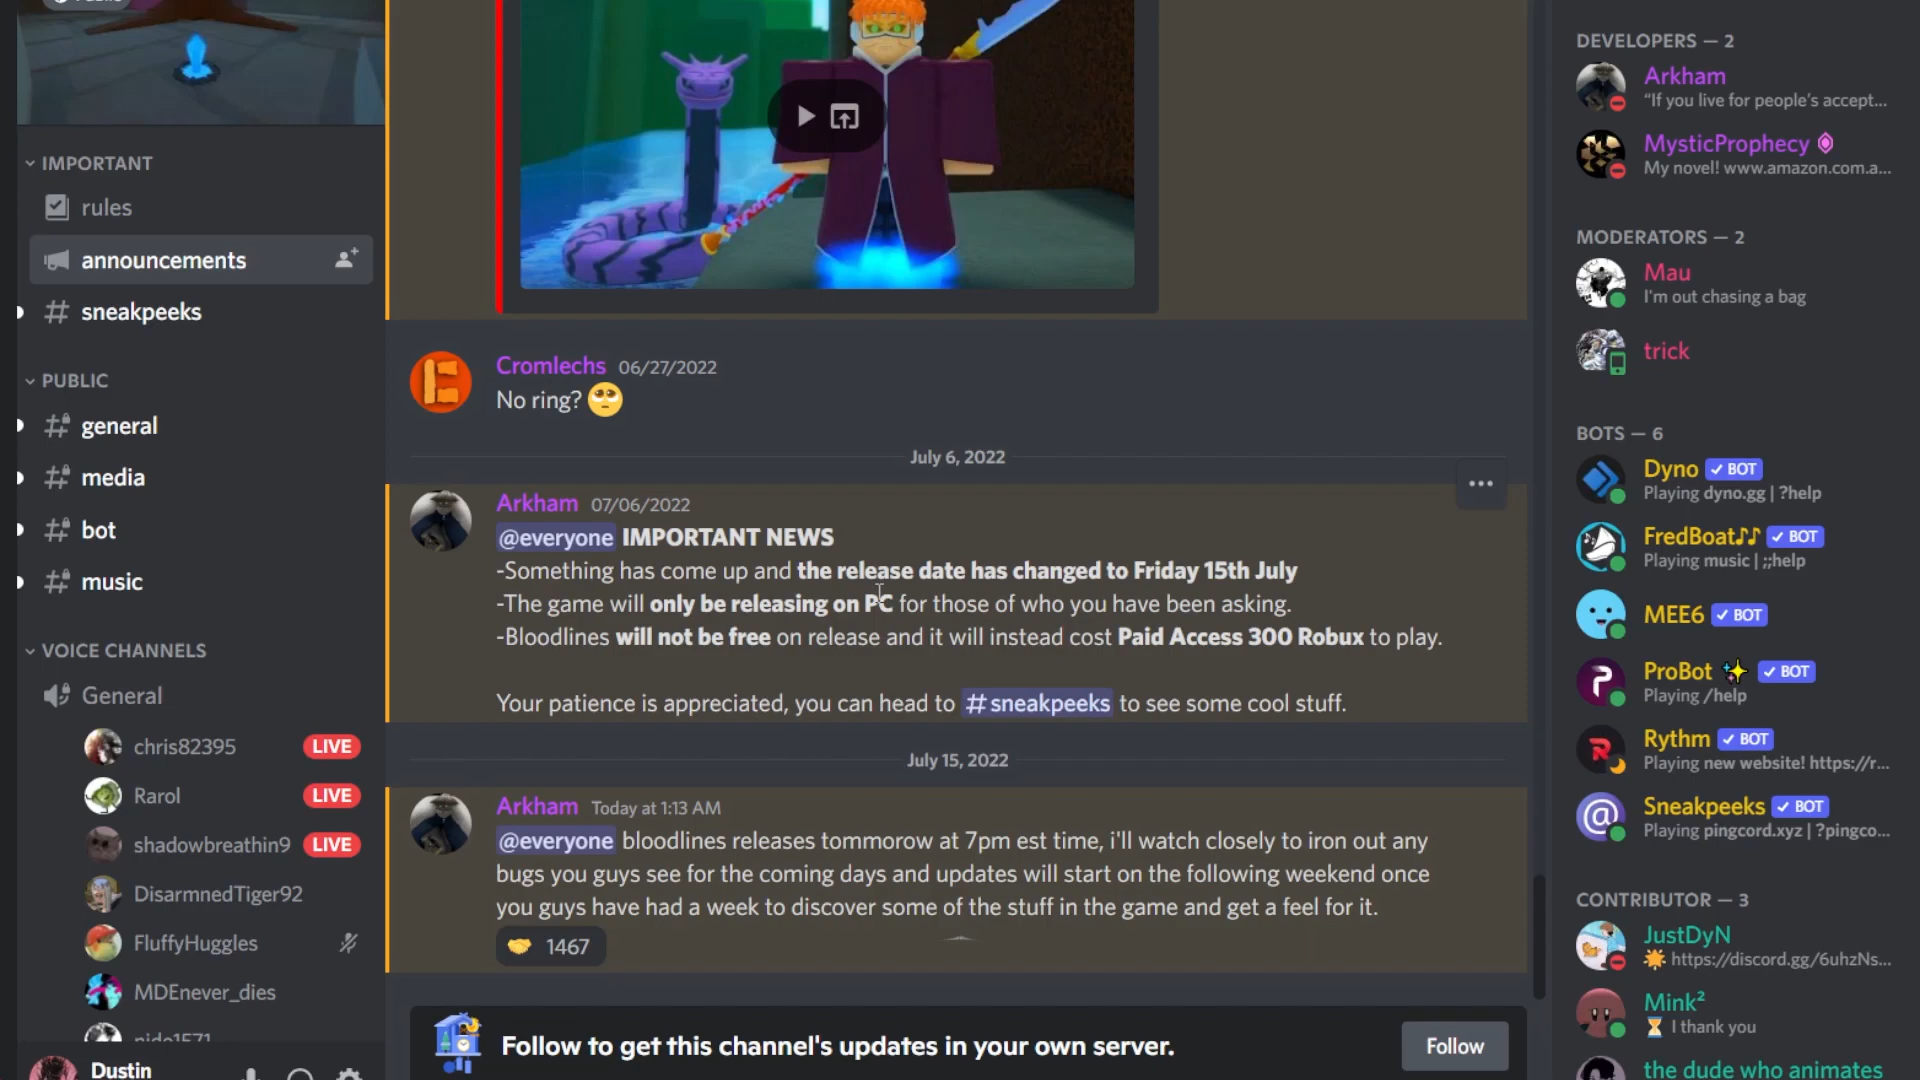 IMPORTANT
rules
announcements
sneakpeeks
PUBLIC
general
media
bot
music
VOICE CHANNELS
General
chris82395 LIVE
Rarol LIVE
shadowbreathin9 LIVE
DisarmnedTiger92
FluffyHuggles
MDEnever_dies
Dustin
Cromlechs 06/27/2022
No ring?
July 6, 2022
Arkham 07/06/2022
@everyone IMPORTANT NEWS
-Something has come up and the release date has changed to Friday 15th July
-The game will only be releasing on PC for those of who you have been asking.
-Bloodlines will not be free on release and it will instead cost Paid Access 300 Robux to play.
Your patience is appreciated, you can head to #sneakpeeks to see some cool stuff.
July 15, 2022
Arkham Today at 1:13 AM
@everyone bloodlines releases tommorow at 7pm est time, i'll watch closely to iron out any
bugs you guys see for the coming days and updates will start on the following weekend once
you guys have had a week to discover some of the stuff in the game and get a feel for it.
1467
Follow to get this channel's updates in your own server.
Follow
DEVELOPERS — 2
Arkham
“If you live for people's accept...
MysticProphecy
My novel! www.amazon.com.a...
MODERATORS — 2
Mau
I'm out chasing a bag
trick
BOTS — 6
Dyno ✓ BOT
Playing dyno.gg | ?help
FredBoat♪♪ ✓ BOT
Playing music | ;;help
MEE6 ✓ BOT
ProBot ✨ ✓ BOT
Playing /help
Rythm ✓ BOT
Playing new website! https://r...
Sneakpeeks ✓ BOT
Playing pingcord.xyz | ?pingco...
CONTRIBUTOR — 3
JustDyN
https://discord.gg/6uhzNs...
Mink²
I thank you
the dude who animates